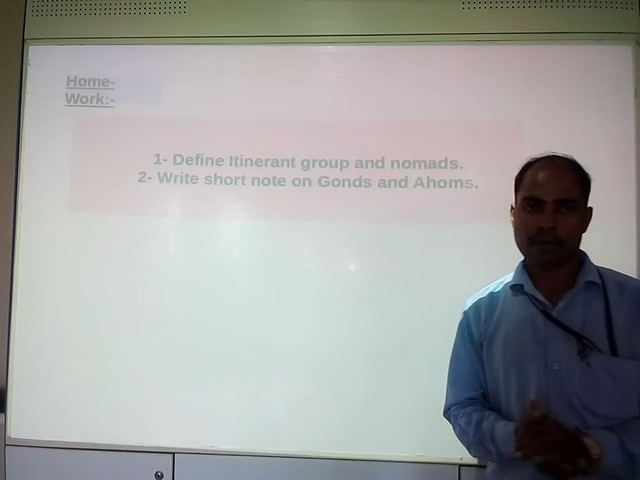 Home-
Work:-
1- Define Itinerant group and nomads.
2- Write short note on Gonds and Ahoms.